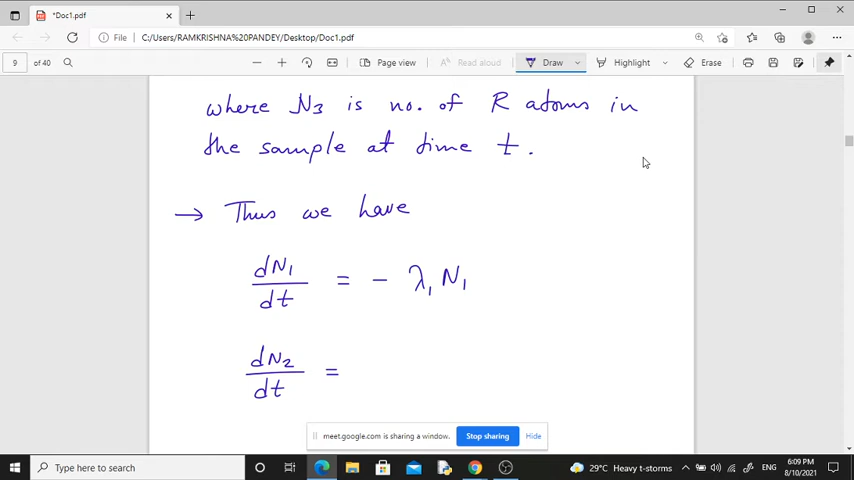 *Doc1.pdf
File C:/Users/RAMKRISHNA%20PANDEY/Desktop/Doc1.pdf
9 of 40 Page view Read aloud Draw Highlight Erase
where N3 is no. of R atoms in
the sample at time t.
→ Thus we have
dN₁/dt = - λ₁N₁
dN₂/dt =
meet.google.com is sharing a window. Stop sharing Hide
Type here to search 29°C Heavy t-storms ENG 6:09 PM
8/10/2021